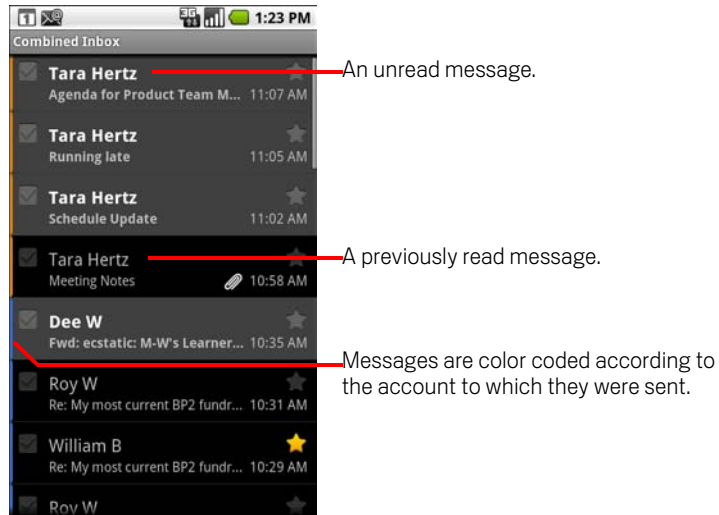 1 3G 1:23 PM
Combined Inbox
Tara Hertz
Agenda for Product Team M... 11:07 AM
An unread message.
Tara Hertz
Running late 11:05 AM
Tara Hertz
Schedule Update 11:02 AM
Tara Hertz
Meeting Notes 10:58 AM
A previously read message.
Dee W
Fwd: ecstatic: M-W's Learner... 10:35 AM
Messages are color coded according to
the account to which they were sent.
Roy W
Re: My most current BP2 fundr... 10:31 AM
William B
Re: My most current BP2 fundr... 10:29 AM
Roy W